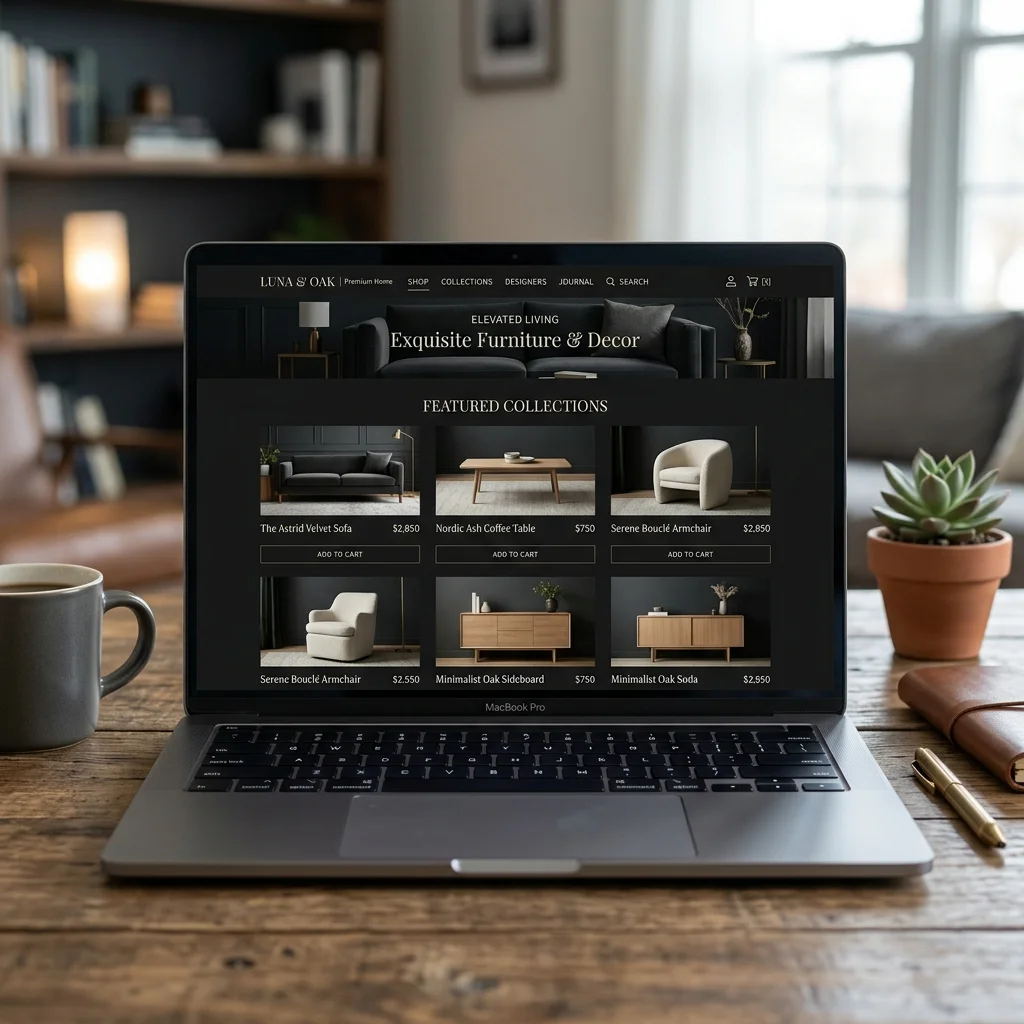 LUNA & OAK | Premium Home SHOP COLLECTIONS DESIGNERS JOURNAL SEARCH
ELEVATED LIVING
Exquisite Furniture & Decor
FEATURED COLLECTIONS
The Astrid Velvet Sofa $2,850
Nordic Ash Coffee Table $750
Serene Bouclé Armchair $2,850
ADD TO CART
ADD TO CART
ADD TO CART
Serene Bouclé Armchair $2.550
Minimalist Oak Sideboard $750
Minimalist Oak Soda $2,550
MacBook Pro